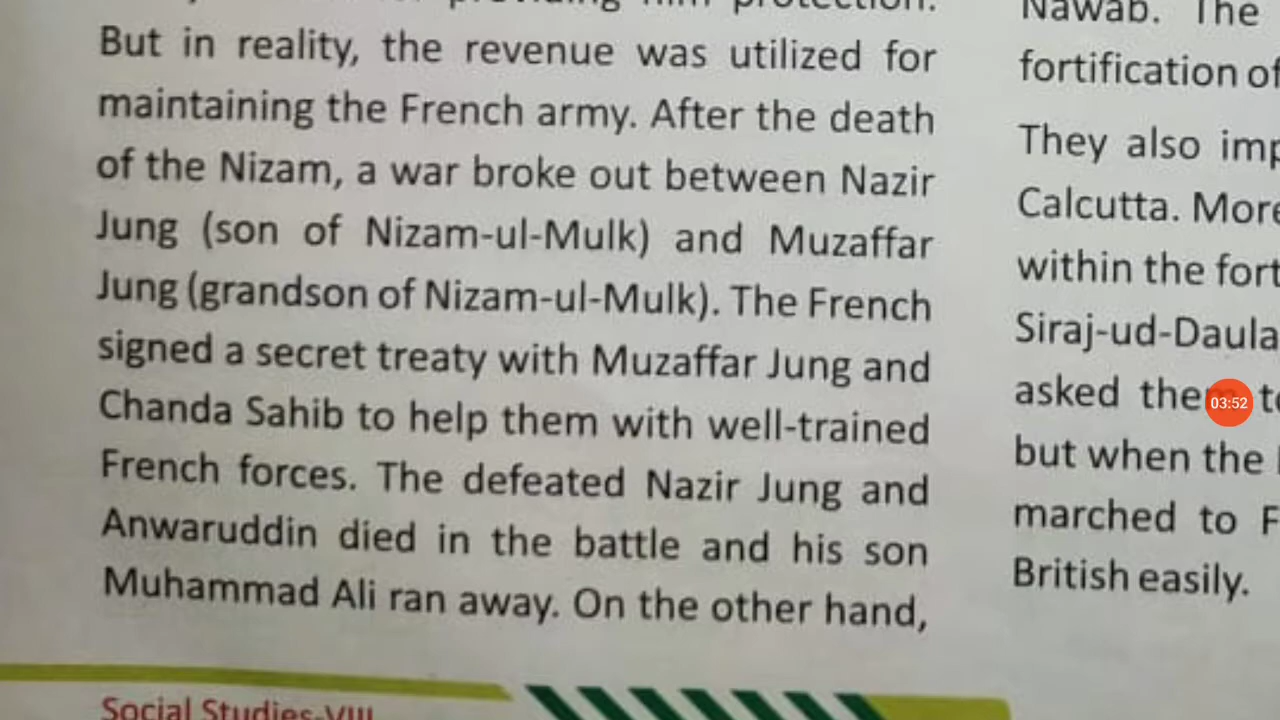 providing him protection.
But in reality, the revenue was utilized for
maintaining the French army. After the death
of the Nizam, a war broke out between Nazir
Jung (son of Nizam-ul-Mulk) and Muzaffar
Jung (grandson of Nizam-ul-Mulk). The French
signed a secret treaty with Muzaffar Jung and
Chanda Sahib to help them with well-trained
French forces. The defeated Nazir Jung and
Anwaruddin died in the battle and his son
Muhammad Ali ran away. On the other hand,
Social Studies-VIII
Nawab. The
fortification of
They also imp
Calcutta. More
within the fort
Siraj-ud-Daula
asked them to
but when the
marched to F
British easily.
03:52